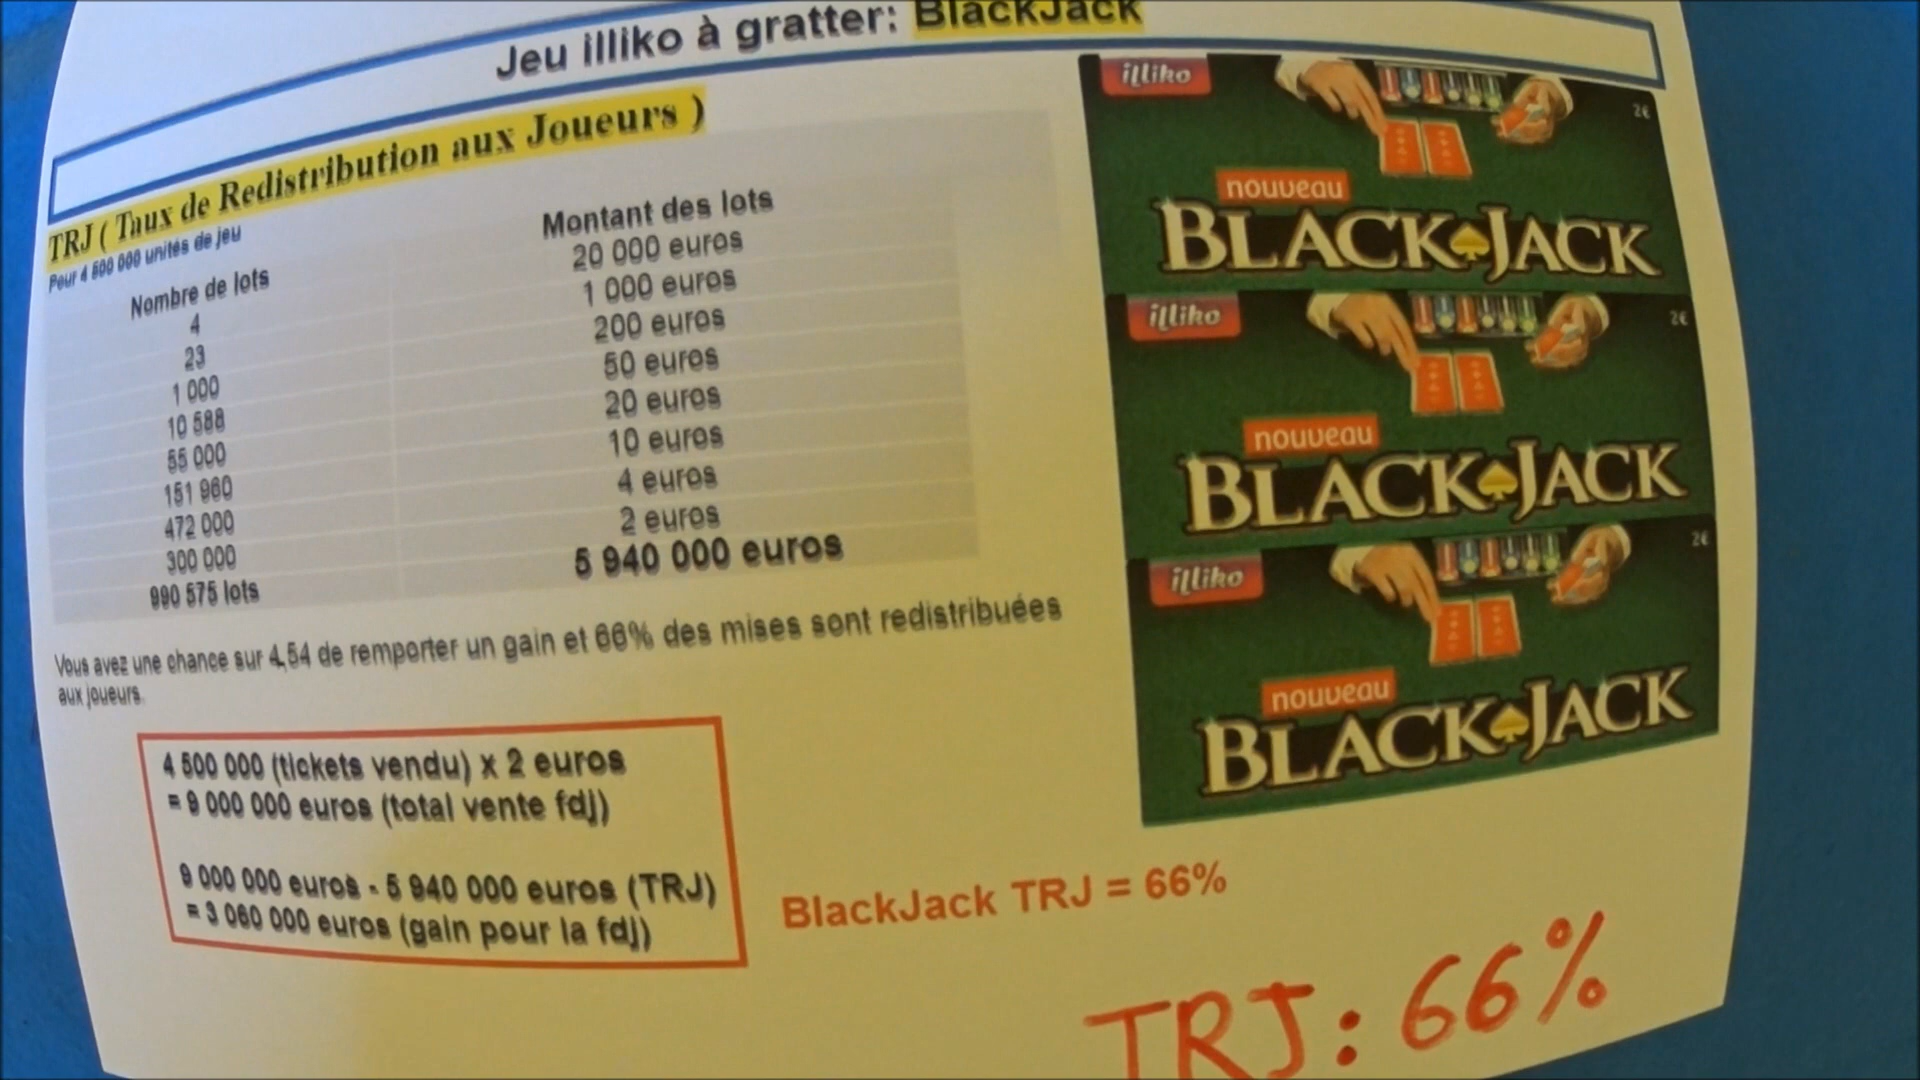 Jeu illiko à gratter: BlackJack
TRJ ( Taux de Redistribution aux Joueurs )
Pour 4 500 000 unités de jeu
Nombre de lots Montant des lots
4 20 000 euros
23 1 000 euros
1 000 200 euros
10 588 50 euros
55 000 20 euros
151 960 10 euros
472 000 4 euros
300 000 2 euros
990 575 lots 5 940 000 euros
Vous avez une chance sur 4,54 de remporter un gain et 66% des mises sont redistribuées
aux joueurs.
4 500 000 (tickets vendu) x 2 euros
= 9 000 000 euros (total vente fdj)
9 000 000 euros - 5 940 000 euros (TRJ)
= 3 060 000 euros (gain pour la fdj)
BlackJack TRJ = 66%
TRJ: 66%
illiko
2€
nouveau
BLACK JACK
illiko
2€
nouveau
BLACK JACK
illiko
2€
nouveau
BLACK JACK